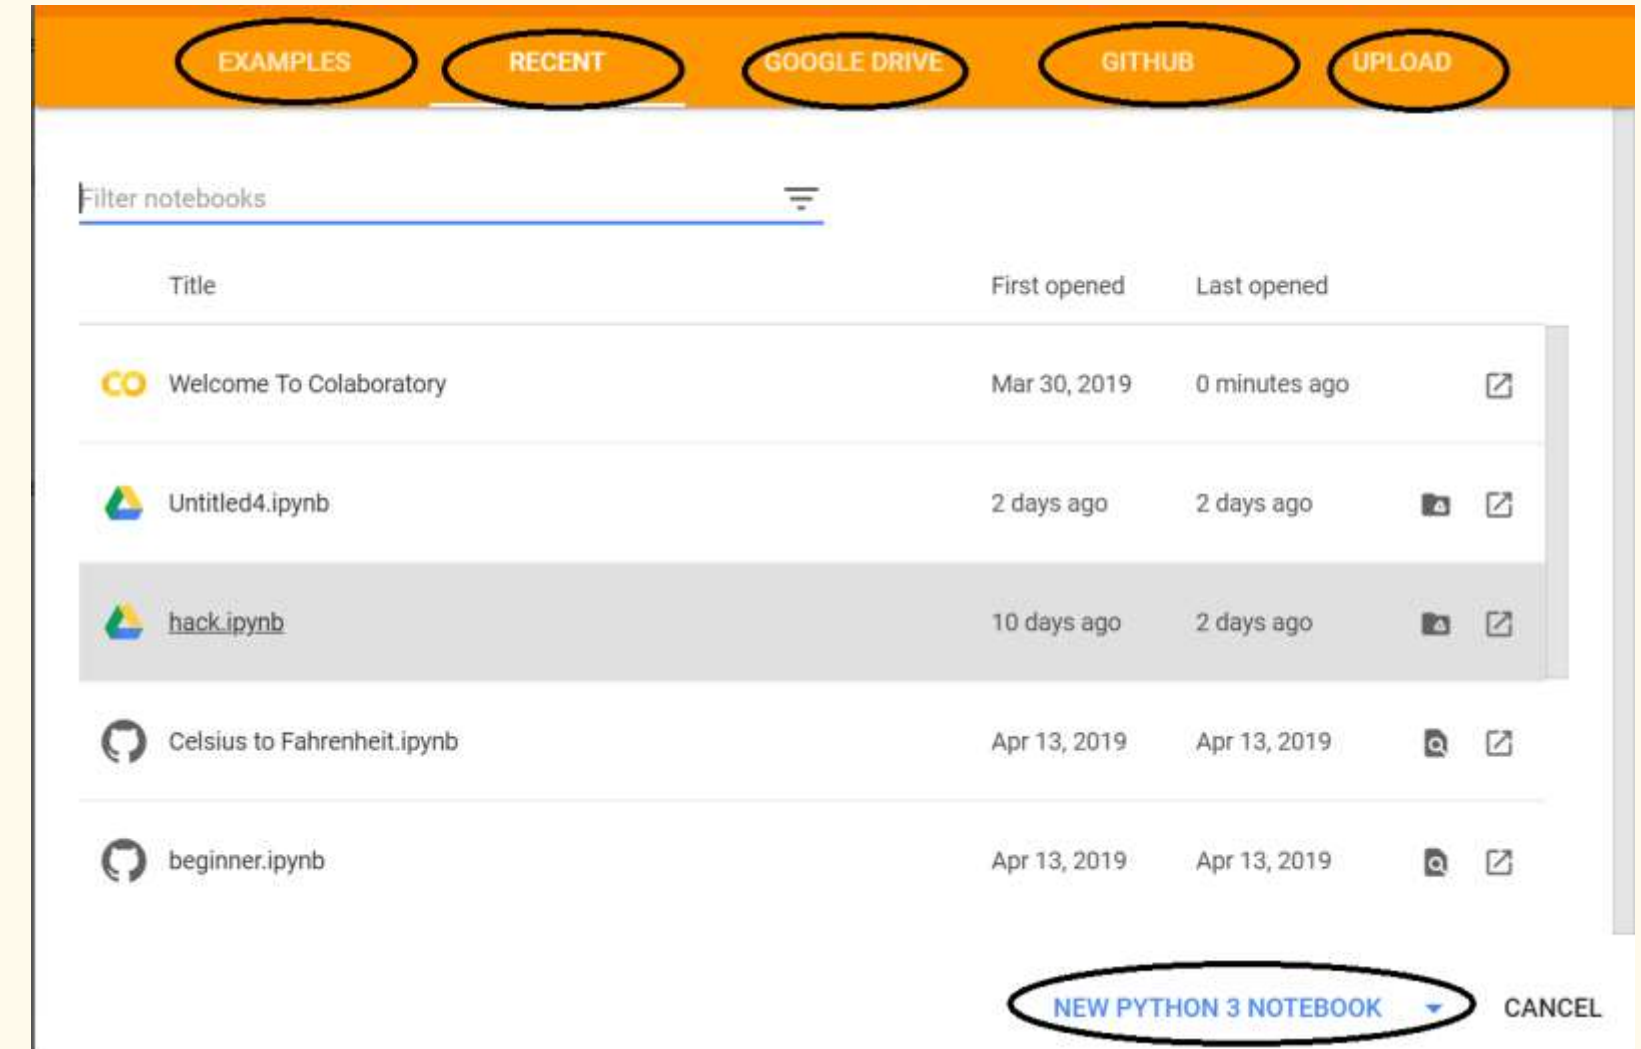 EXAMPLES RECENT GOOGLE DRIVE GITHUB UPLOAD
Filter notebooks
Title First opened Last opened
CO Welcome To Colaboratory Mar 30, 2019 0 minutes ago
Untitled4.ipynb 2 days ago 2 days ago
hack.ipynb 10 days ago 2 days ago
Celsius to Fahrenheit.ipynb Apr 13, 2019 Apr 13, 2019
beginner.ipynb Apr 13, 2019 Apr 13, 2019
NEW PYTHON 3 NOTEBOOK CANCEL